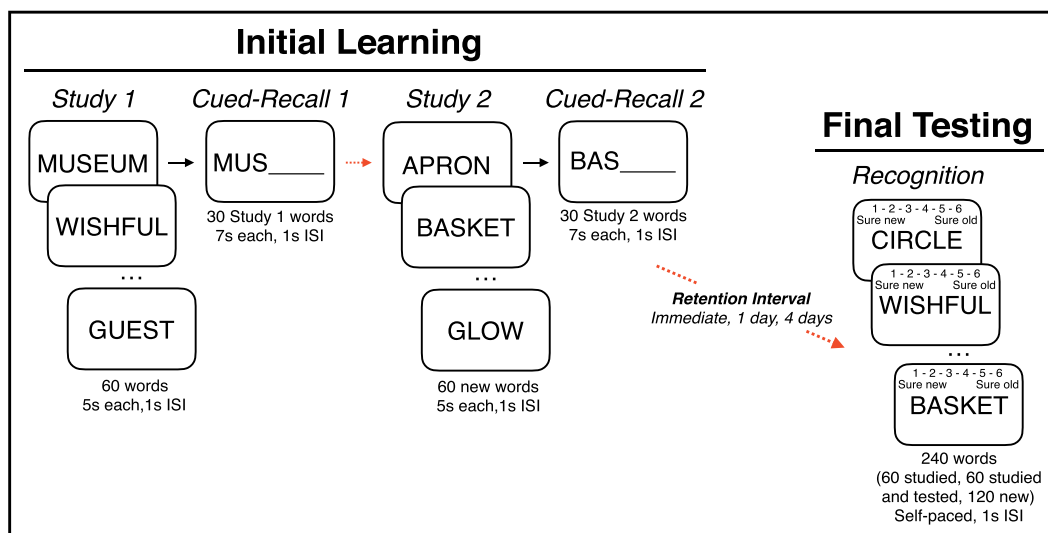 Initial Learning
Study 1
MUSEUM
WISHFUL
...
GUEST
60 words
5s each,1s ISI
Cued-Recall 1
MUS_____
30 Study 1 words
7s each, 1s ISI
Study 2
APRON
BASKET
...
GLOW
60 new words
5s each,1s ISI
Cued-Recall 2
BAS_____
30 Study 2 words
7s each, 1s ISI
Retention Interval
Immediate, 1 day, 4 days
Final Testing
Recognition
1 - 2 - 3 - 4 - 5 - 6
Sure new Sure old
CIRCLE
1 - 2 - 3 - 4 - 5 - 6
Sure new Sure old
WISHFUL
...
1 - 2 - 3 - 4 - 5 - 6
Sure new Sure old
BASKET
240 words
(60 studied, 60 studied
and tested, 120 new)
Self-paced, 1s ISI